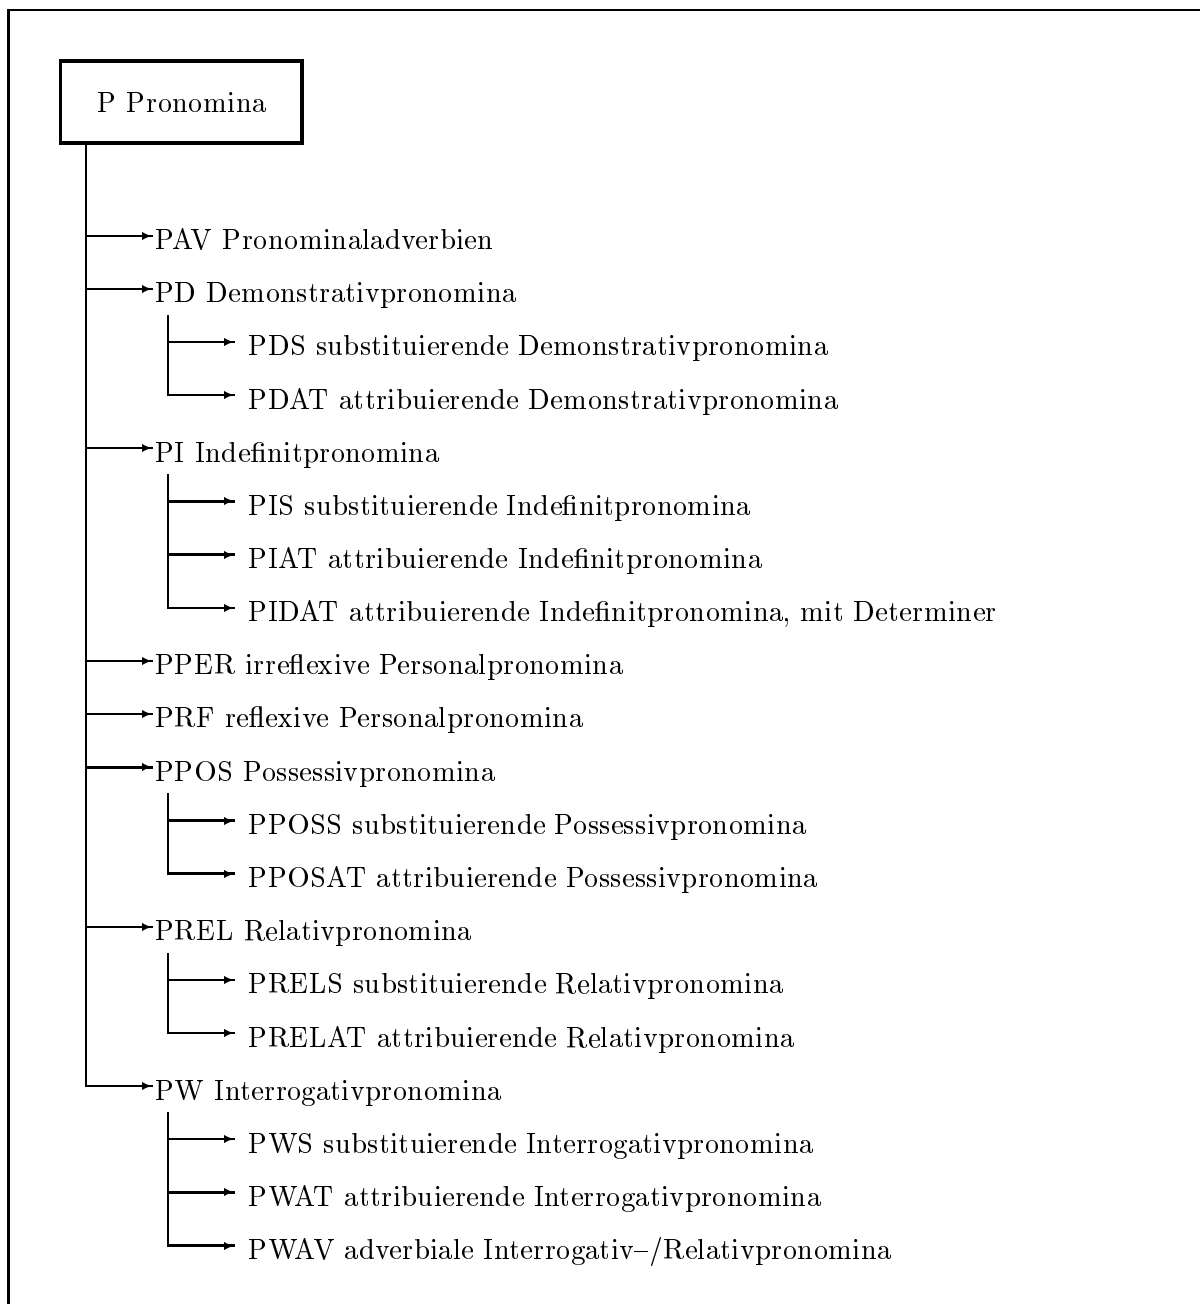 P Pronomina
PAV Pronominaladverbien
PD Demonstrativpronomina
PDS substituierende Demonstrativpronomina
PDAT attribuierende Demonstrativpronomina
PI Indefinitpronomina
PIS substituierende Indefinitpronomina
PIAT attribuierende Indefinitpronomina
PIDAT attribuierende Indefinitpronomina, mit Determiner
PPER irreflexive Personalpronomina
PRF reflexive Personalpronomina
PPOS Possessivpronomina
PPOSS substituierende Possessivpronomina
PPOSAT attribuierende Possessivpronomina
PREL Relativpronomina
PRELS substituierende Relativpronomina
PRELAT attribuierende Relativpronomina
PW Interrogativpronomina
PWS substituierende Interrogativpronomina
PWAT attribuierende Interrogativpronomina
PWAV adverbiale Interrogativ–/Relativpronomina